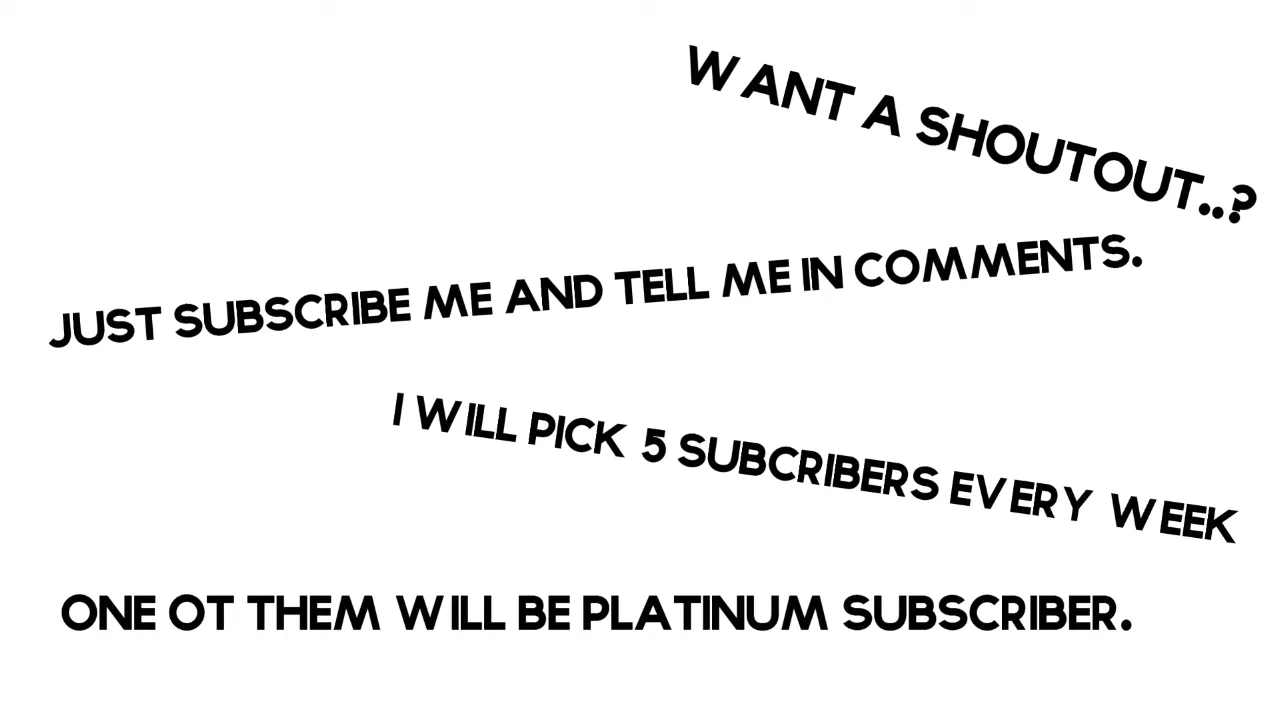 WANT A SHOUTOUT..?
JUST SUBSCRIBE ME AND TELL ME IN COMMENTS.
I WILL PICK 5 SUBCRIBERS EVERY WEEK
ONE OT THEM WILL BE PLATINUM SUBSCRIBER.